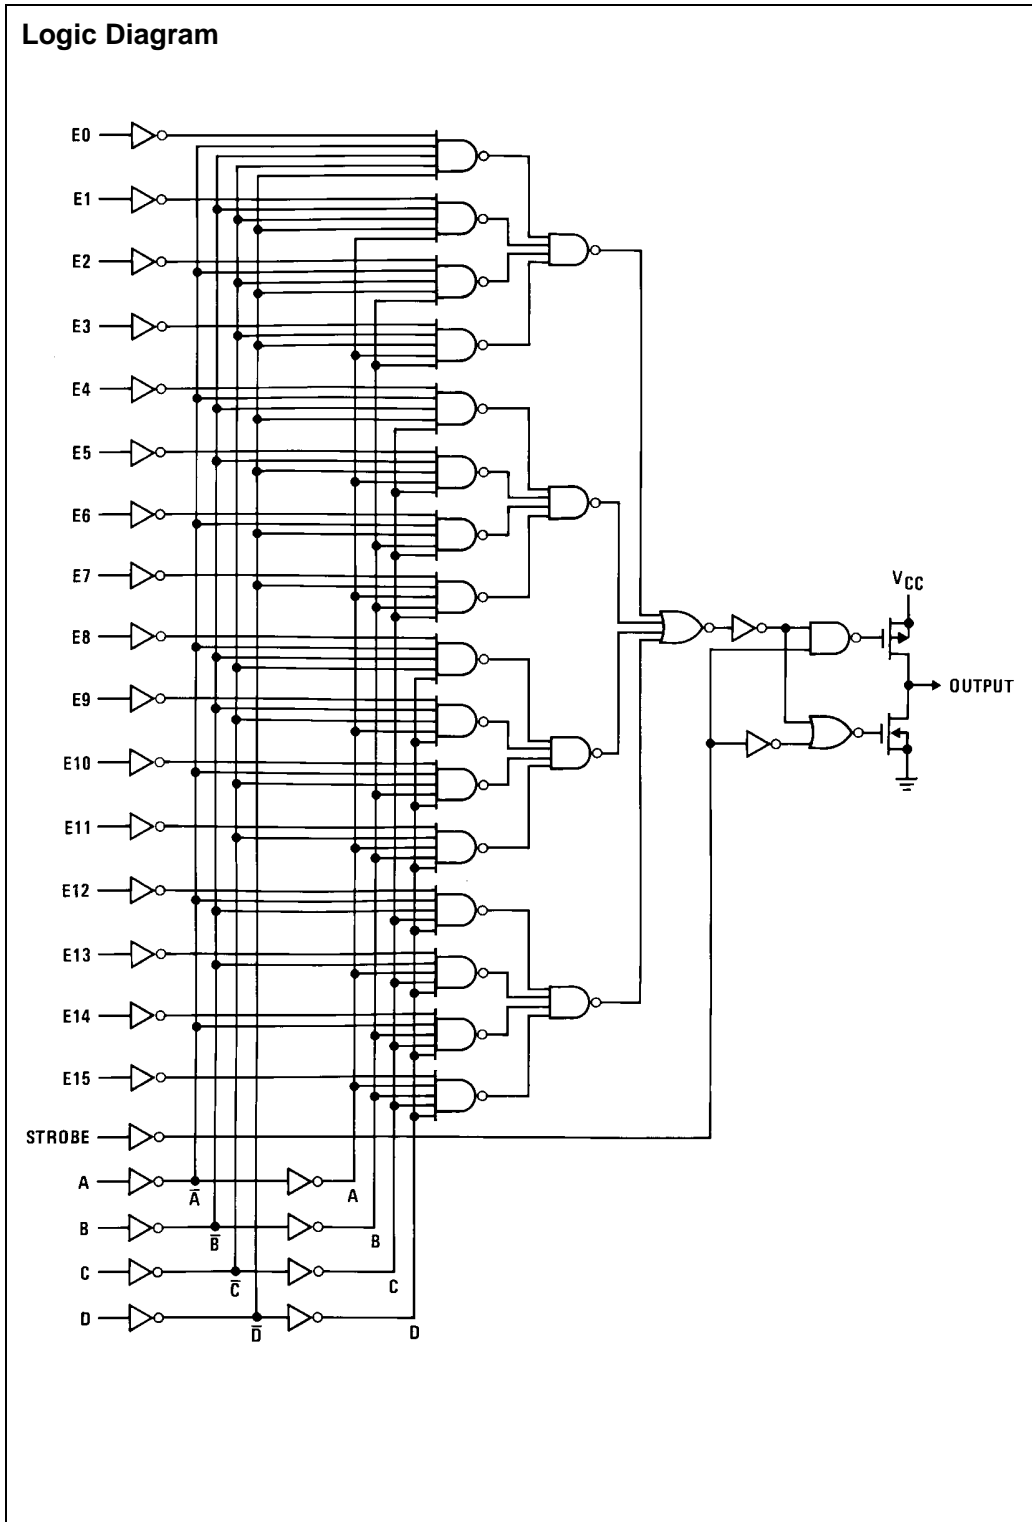 Logic Diagram
E0
E1
E2
E3
E4
E5
E6
E7
VCC
E8
OUTPUT
E9
E10
E11
E12
E13
E14
E15
STROBE
A
A̅
A
B
B̅
B
C
C̅
C
D
D̅
D